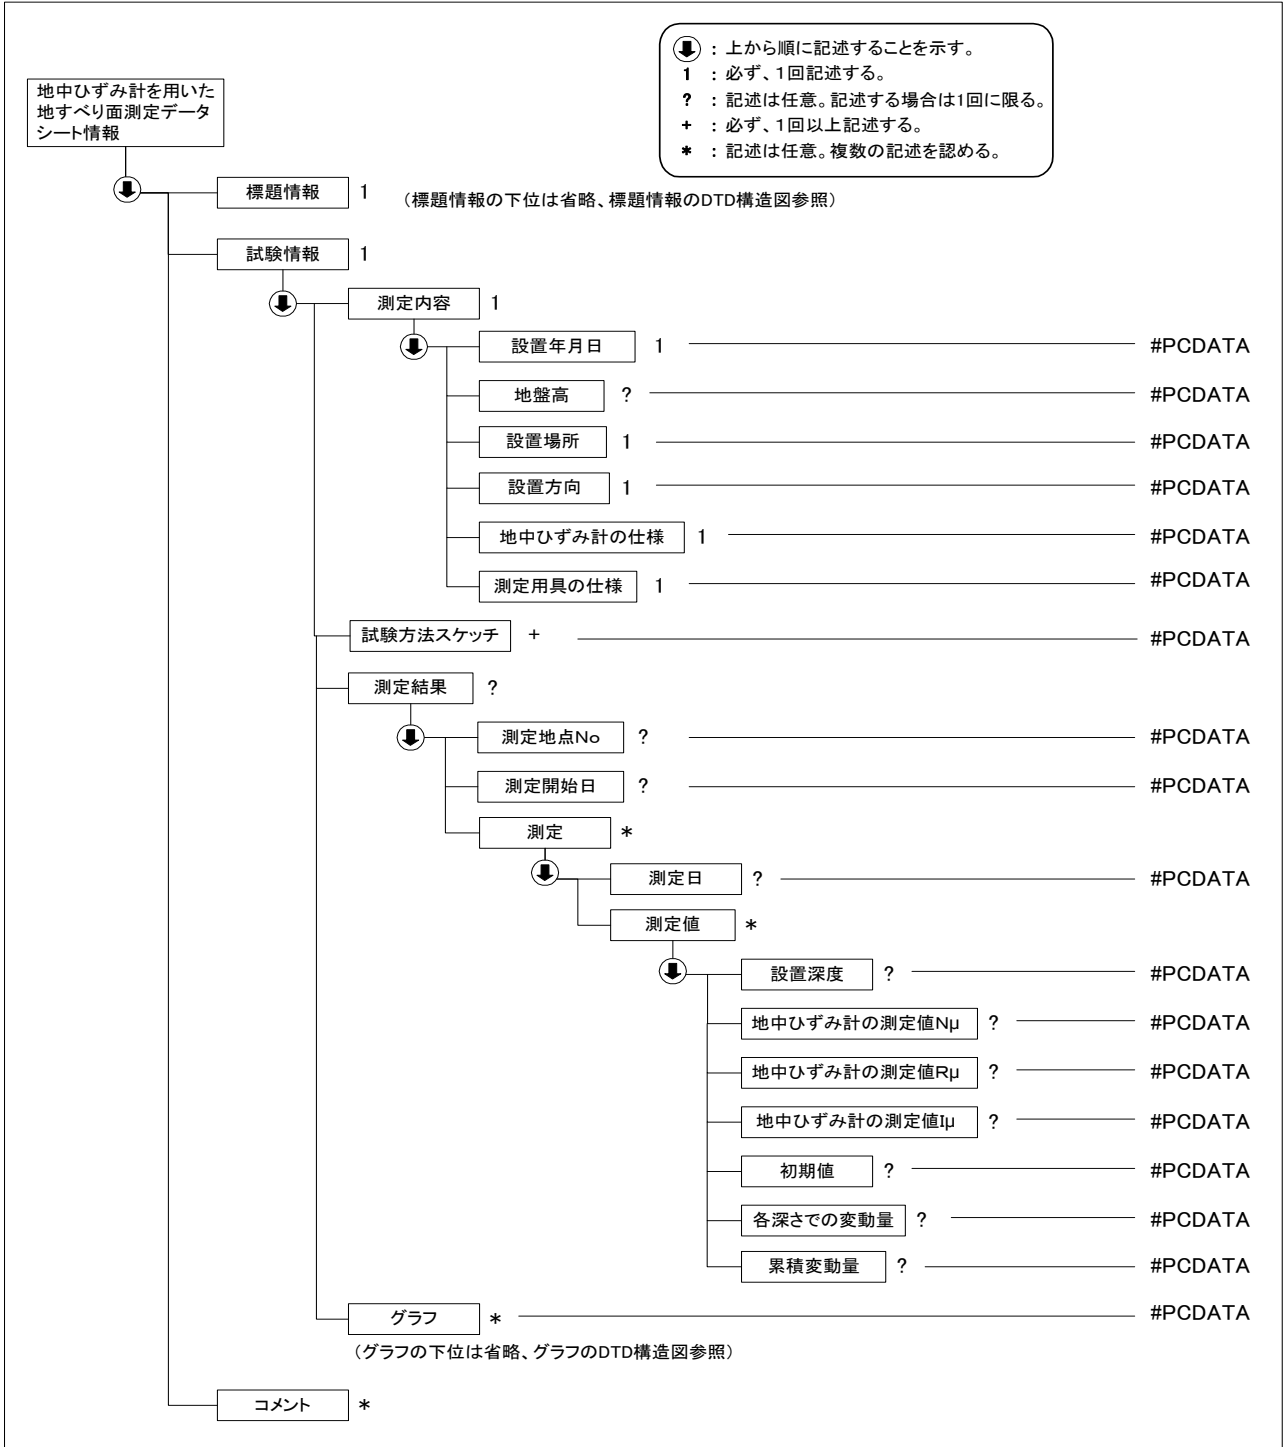 ：上から順に記述することを示す。
1 ：必ず、1回記述する。
? ：記述は任意。記述する場合は1回に限る。
+ ：必ず、1回以上記述する。
* ：記述は任意。複数の記述を認める。
地中ひずみ計を用いた
地すべり面測定データ
シート情報
標題情報 1 （標題情報の下位は省略、標題情報のDTD構造図参照）
試験情報 1
測定内容 1
設置年月日 1 #PCDATA
地盤高 ? #PCDATA
設置場所 1 #PCDATA
設置方向 1 #PCDATA
地中ひずみ計の仕様 1 #PCDATA
測定用具の仕様 1 #PCDATA
試験方法スケッチ + #PCDATA
測定結果 ?
測定地点No ? #PCDATA
測定開始日 ? #PCDATA
測定 *
測定日 ? #PCDATA
測定値 *
設置深度 ? #PCDATA
地中ひずみ計の測定値Nμ ? #PCDATA
地中ひずみ計の測定値Rμ ? #PCDATA
地中ひずみ計の測定値Iμ ? #PCDATA
初期値 ? #PCDATA
各深さでの変動量 ? #PCDATA
累積変動量 ? #PCDATA
グラフ * #PCDATA
（グラフの下位は省略、グラフのDTD構造図参照）
コメント *